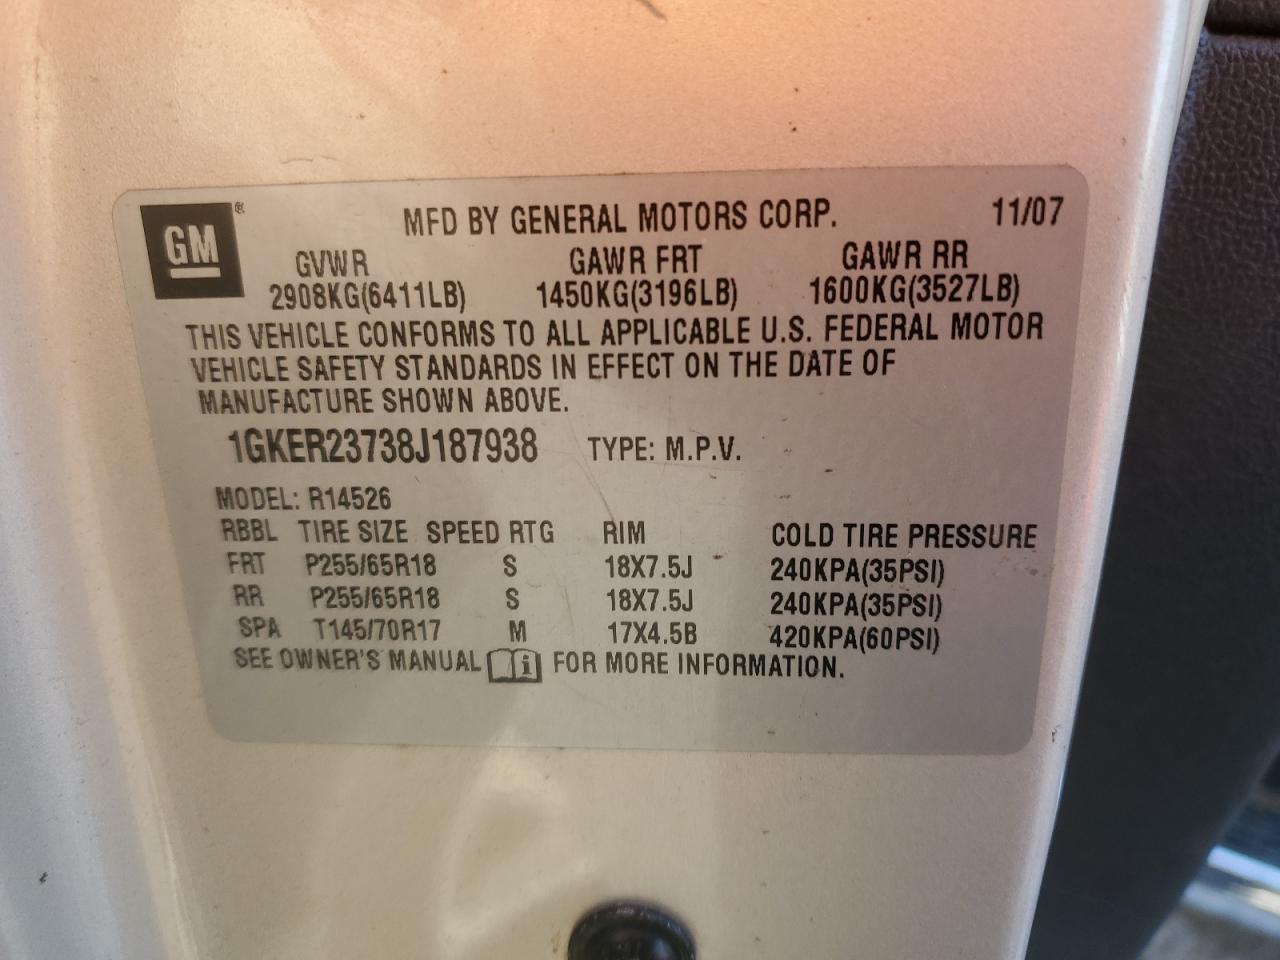 GM ®
MFD BY GENERAL MOTORS CORP. 11/07
GVWR GAWR FRT GAWR RR
2908KG(6411LB) 1450KG(3196LB) 1600KG(3527LB)
THIS VEHICLE CONFORMS TO ALL APPLICABLE U.S. FEDERAL MOTOR
VEHICLE SAFETY STANDARDS IN EFFECT ON THE DATE OF
MANUFACTURE SHOWN ABOVE.
1GKER23738J187938 TYPE: M.P.V.
MODEL: R14526
RBBL TIRE SIZE SPEED RTG RIM COLD TIRE PRESSURE
FRT P255/65R18 S 18X7.5J 240KPA(35PSI)
RR P255/65R18 S 18X7.5J 240KPA(35PSI)
SPA T145/70R17 M 17X4.5B 420KPA(60PSI)
SEE OWNER'S MANUAL i FOR MORE INFORMATION.